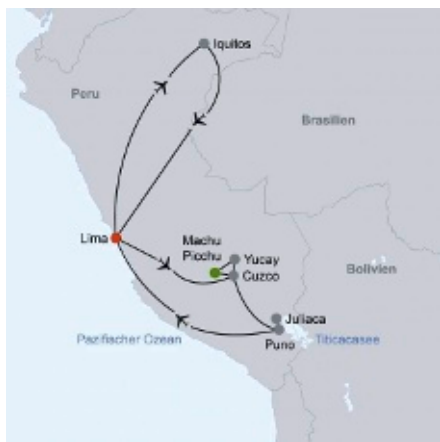 Iquitos
Peru
Brasilien
Lima
Machu
Picchu
Yucay
Cuzco
Bolivien
Juliaca
Pazifischer Ozean
Puno
Titicacasee